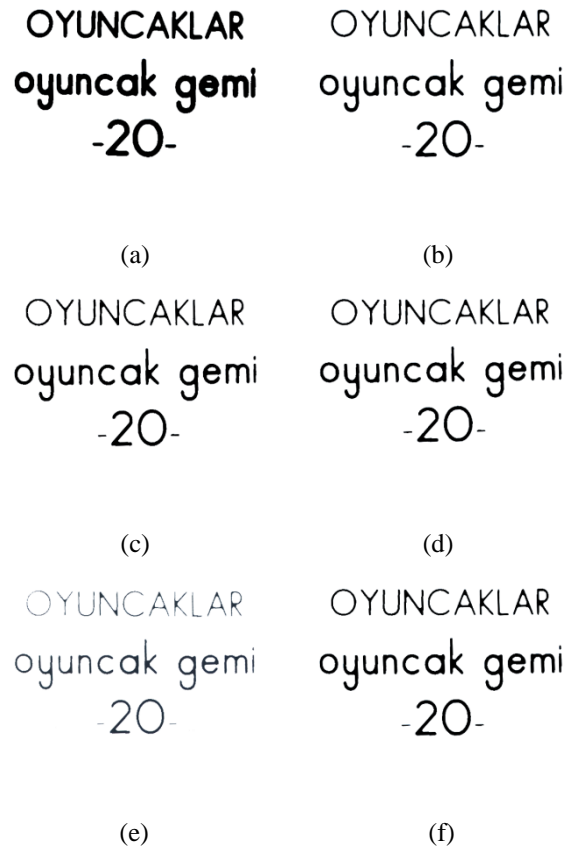 OYUNCAKLAR
oyuncak gemi
-20-
(a)
OYUNCAKLAR
oyuncak gemi
-20-
(b)
OYUNCAKLAR
oyuncak gemi
-20-
(c)
OYUNCAKLAR
oyuncak gemi
-20-
(d)
OYUNCAKLAR
oyuncak gemi
-20-
(e)
OYUNCAKLAR
oyuncak gemi
-20-
(f)